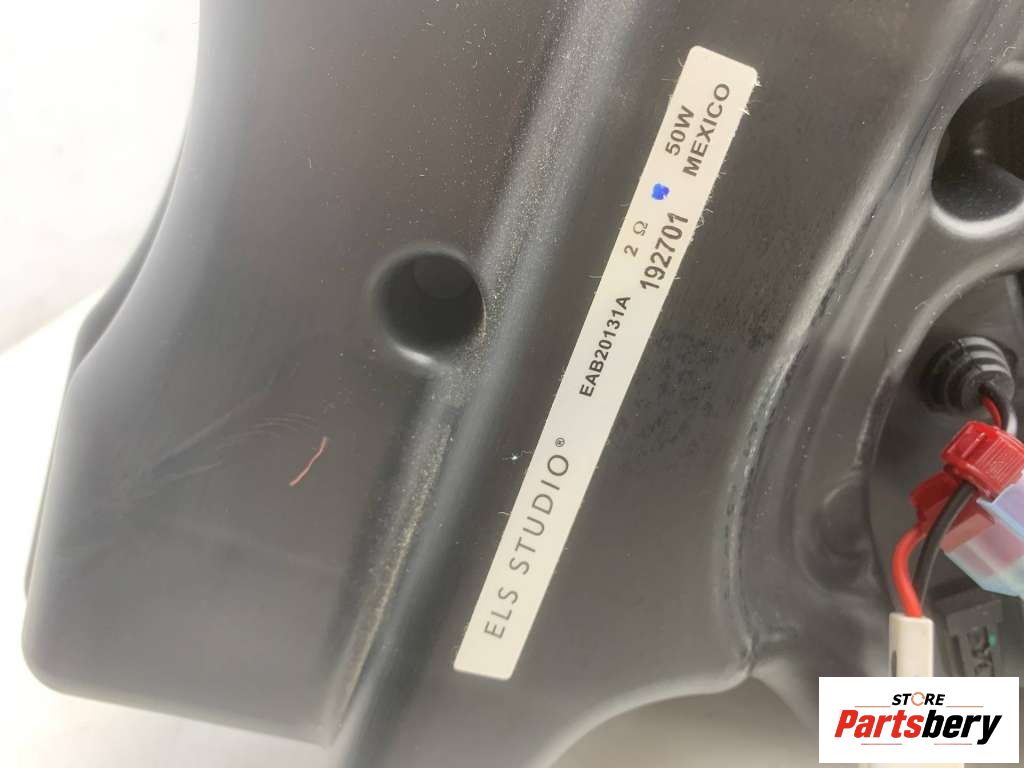 ELS STUDIO®
EAB20131A 2 Ω 50W
192701 MEXICO
STORE
Partsbery